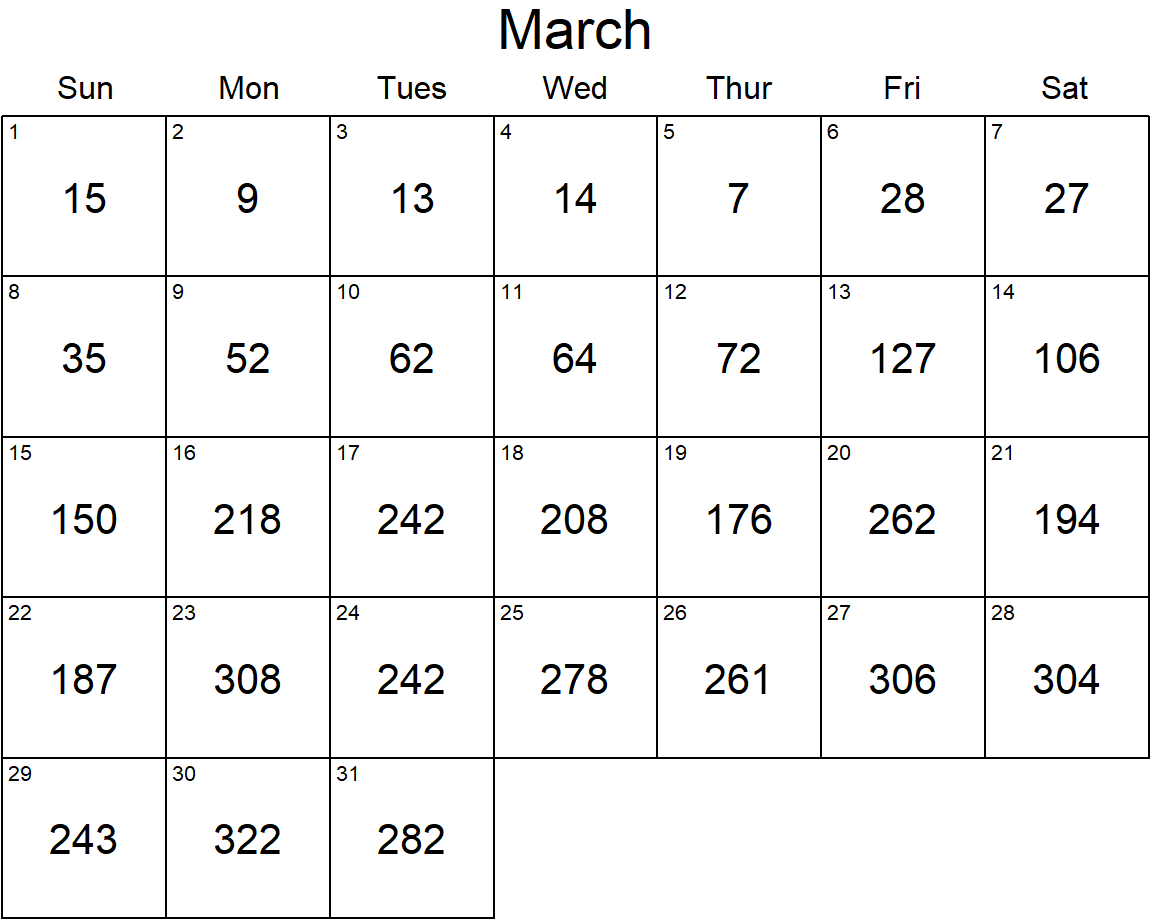 March
Sun Mon Tues Wed Thur Fri Sat
1 2 3 4 5 6 7
15 9 13 14 7 28 27
8 9 10 11 12 13 14
35 52 62 64 72 127 106
15 16 17 18 19 20 21
150 218 242 208 176 262 194
22 23 24 25 26 27 28
187 308 242 278 261 306 304
29 30 31
243 322 282